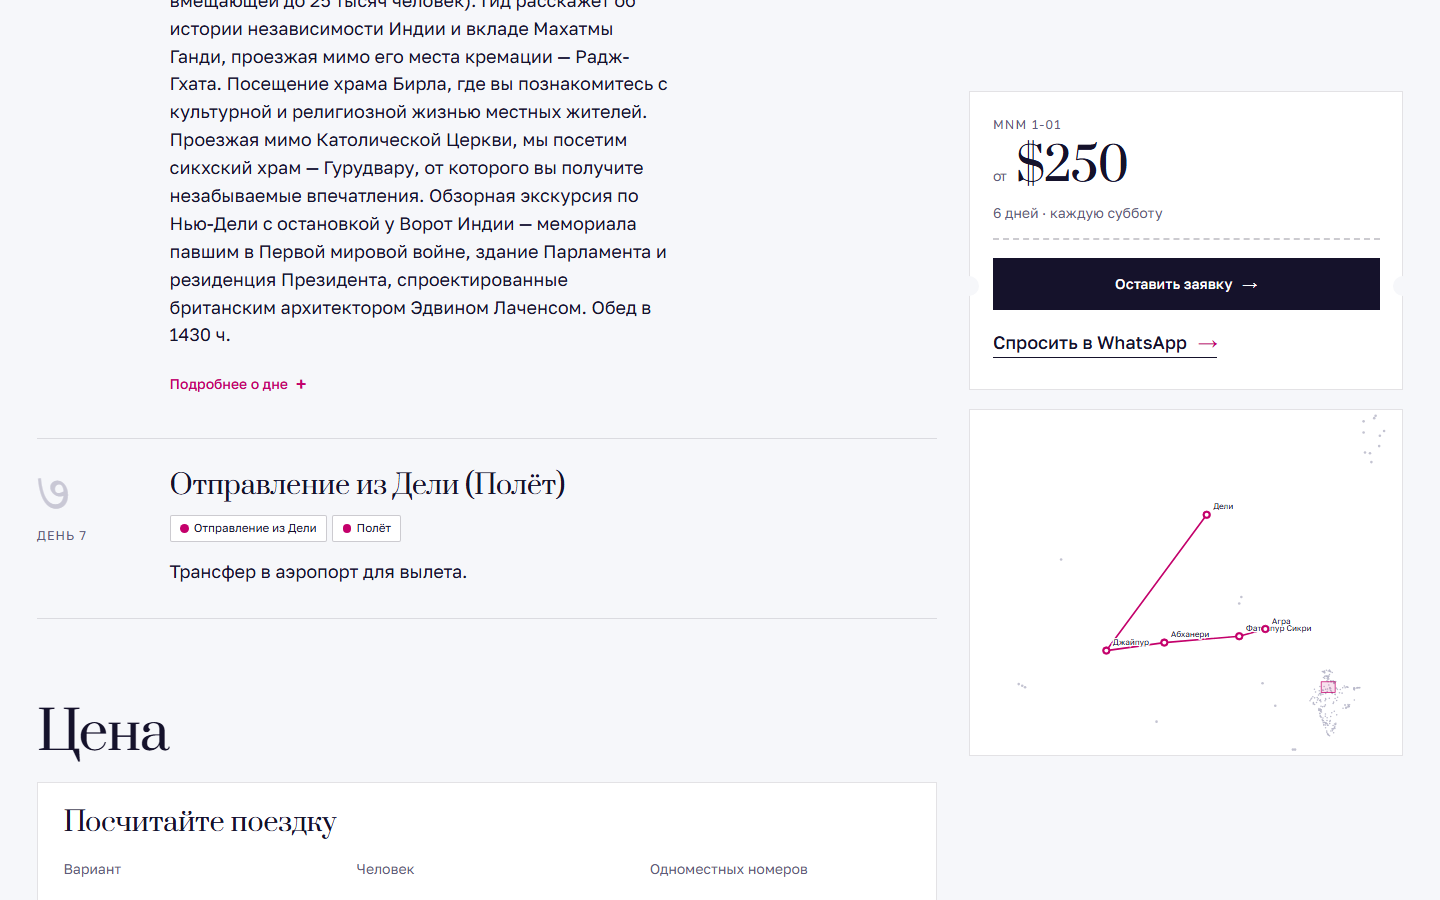 вмещающей до 25 тысяч человек). Гид расскажет об
истории независимости Индии и вкладе Махатмы
Ганди, проезжая мимо его места кремации — Радж-
Гхата. Посещение храма Бирла, где вы познакомитесь с
культурной и религиозной жизнью местных жителей.
Проезжая мимо Католической Церкви, мы посетим
сикхский храм — Гурудвару, от которого вы получите
незабываемые впечатления. Обзорная экскурсия по
Нью-Дели с остановкой у Ворот Индии — мемориала
павшим в Первой мировой войне, здание Парламента и
резиденция Президента, спроектированные
британским архитектором Эдвином Лаченсом. Обед в
1430 ч.
Подробнее о дне +
७
ДЕНЬ 7
Отправление из Дели (Полёт)
Отправление из Дели
Полёт
Трансфер в аэропорт для вылета.
Цена
Посчитайте поездку
Вариант
Человек
Одноместных номеров
MNM 1-01
от $250
6 дней · каждую субботу
Оставить заявку →
Спросить в WhatsApp →
Дели
Джайпур
Абханери
Агра
Сикри